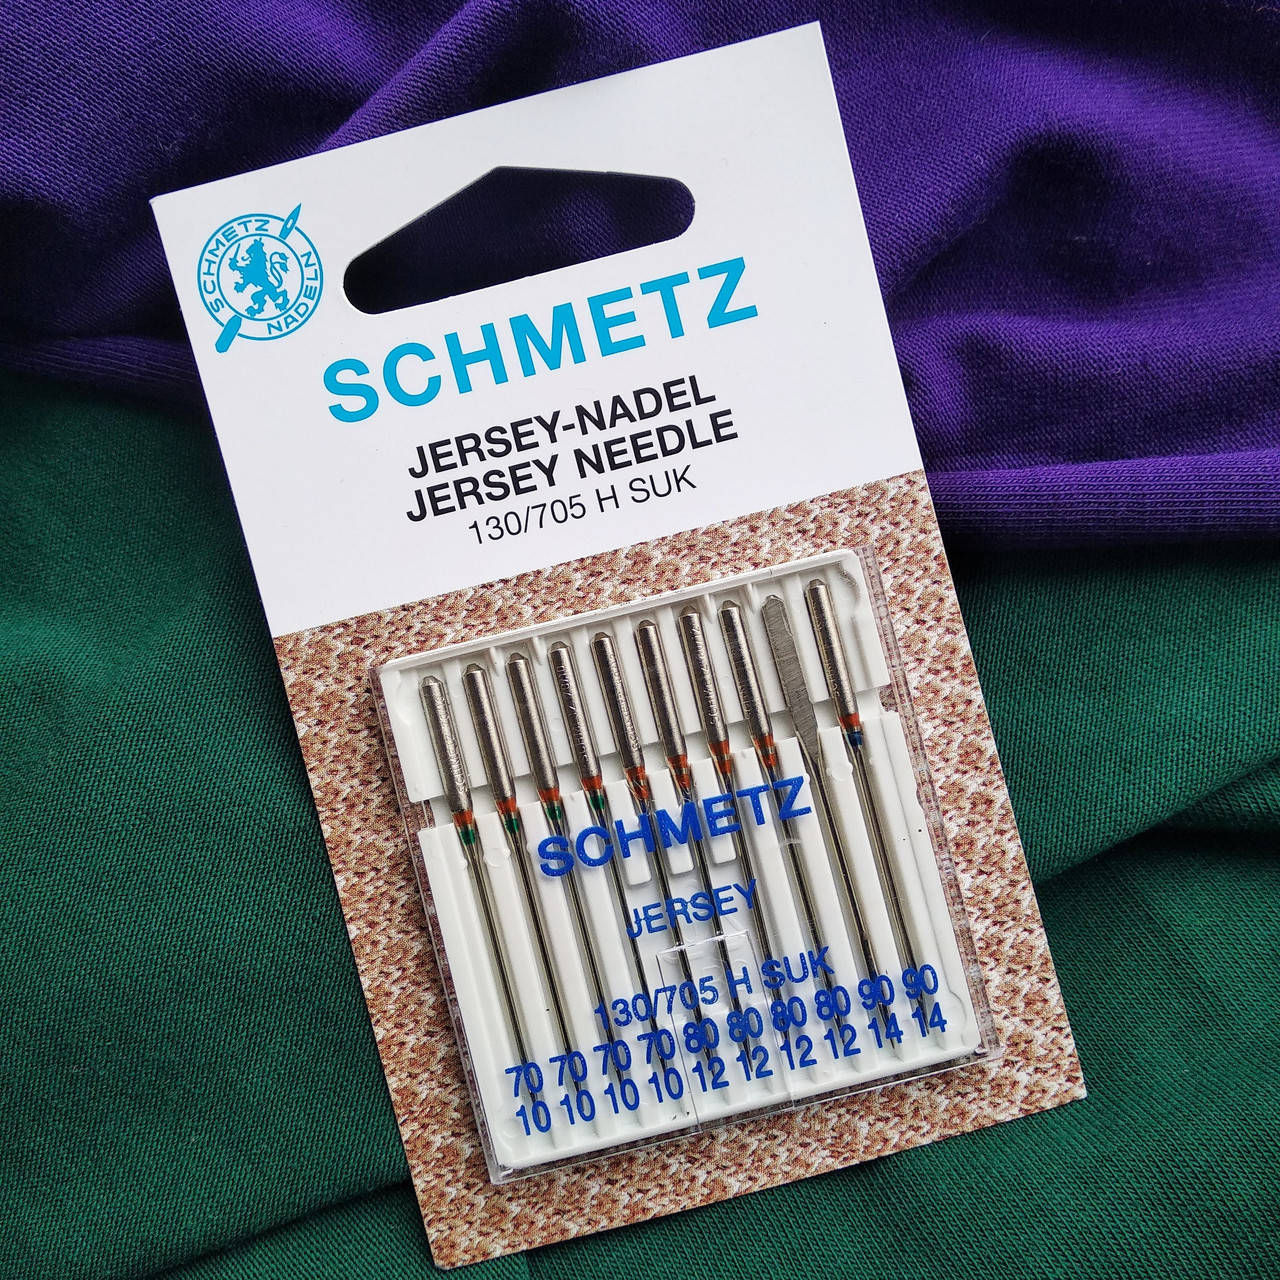 SCHMETZ
NADELN
SCHMETZ
JERSEY-NADEL
JERSEY NEEDLE
130/705 H SUK
SCHMETZ
JERSEY
130/705 H SUK
70 70 70 70 80 80 80 80 90 90
10 10 10 10 12 12 12 12 14 14